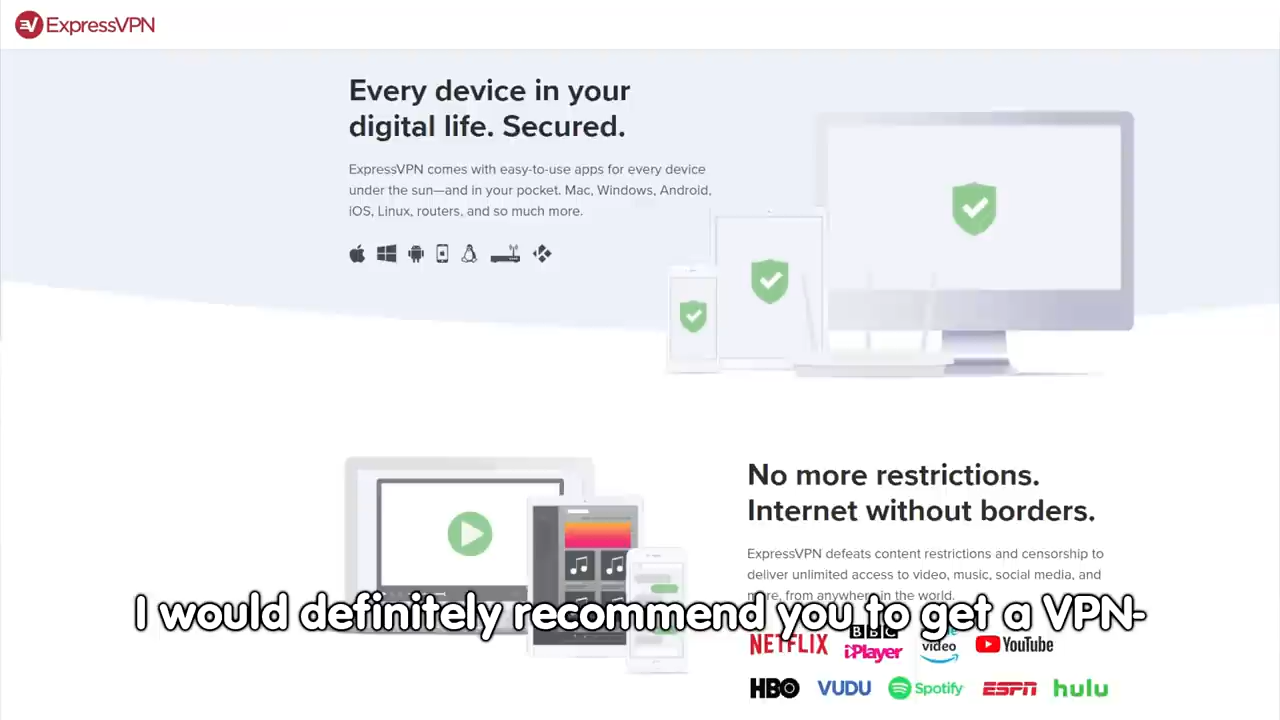 ExpressVPN
Every device in your
digital life. Secured.
ExpressVPN comes with easy-to-use apps for every device
under the sun—and in your pocket. Mac, Windows, Android,
iOS, Linux, routers, and so much more.
No more restrictions.
Internet without borders.
ExpressVPN defeats content restrictions and censorship to
deliver unlimited access to video, music, social media, and
more, from anywhere in the world.
I would definitely recommend you to get a VPN-
NETFLIX
BBC
iPlayer
video
YouTube
HBO
VUDU
Spotify
ESPN
hulu